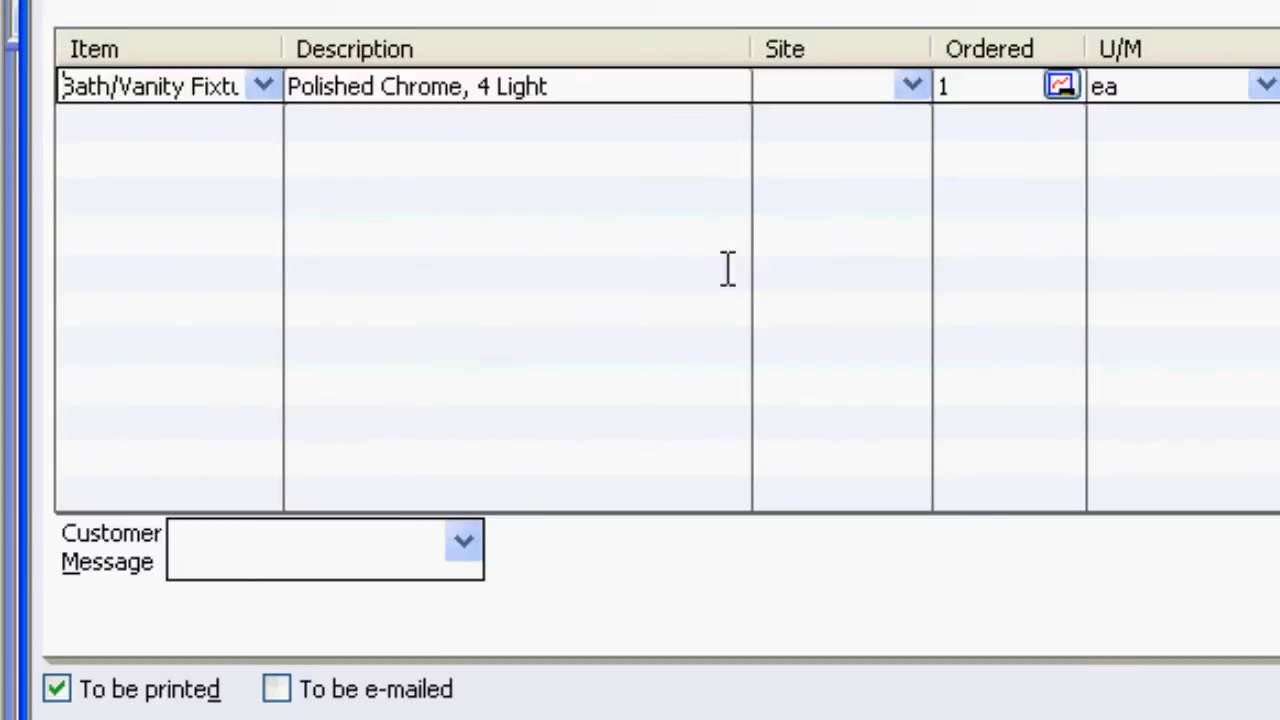 Item Description Site Ordered U/M
Bath/Vanity Fixtu Polished Chrome, 4 Light 1 ea
Customer
Message
To be printed To be e-mailed